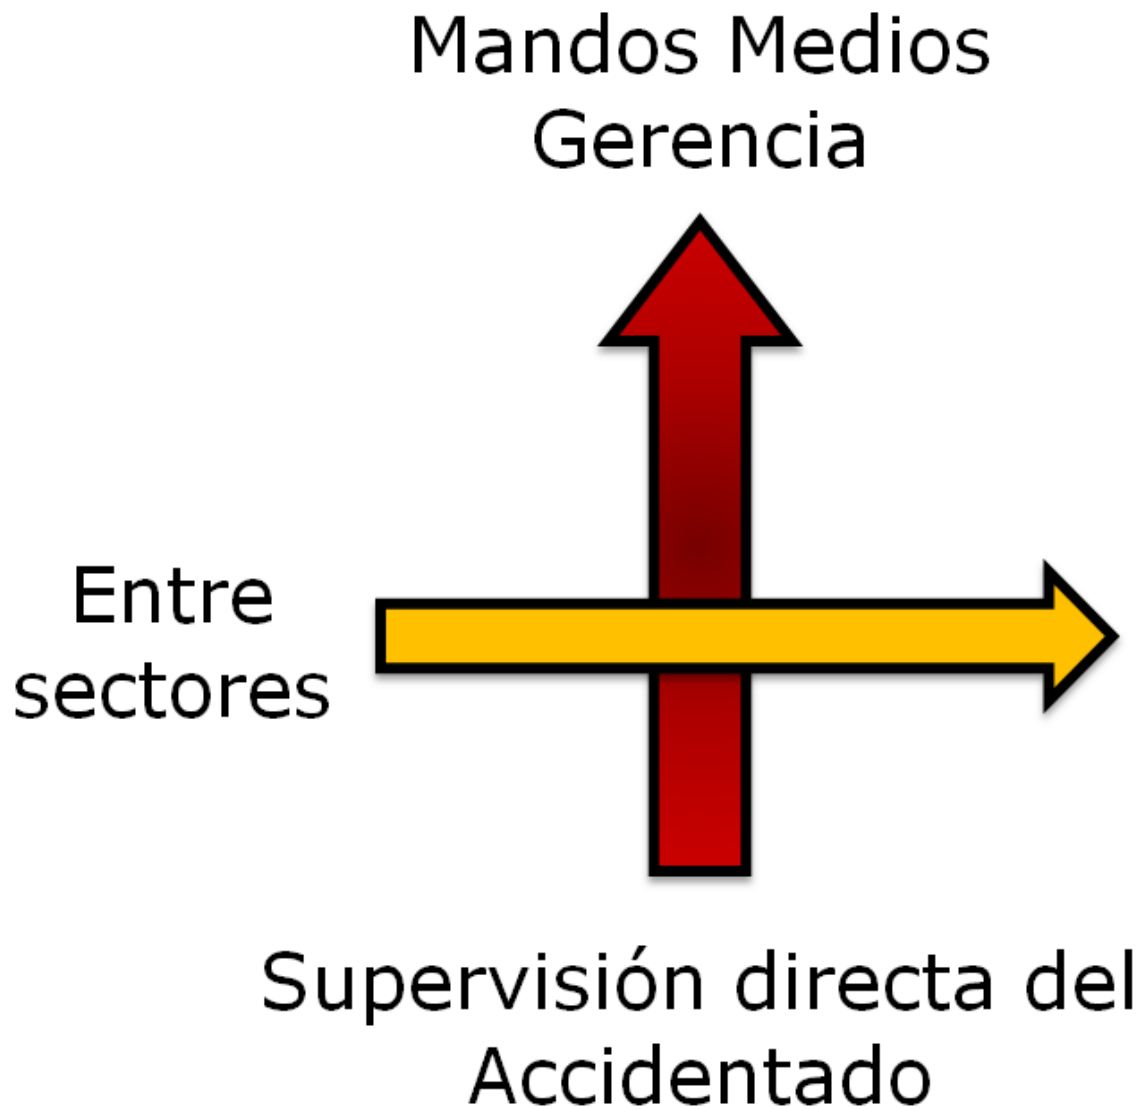 Mandos Medios
Gerencia
Entre
sectores
Supervisión directa del
Accidentado